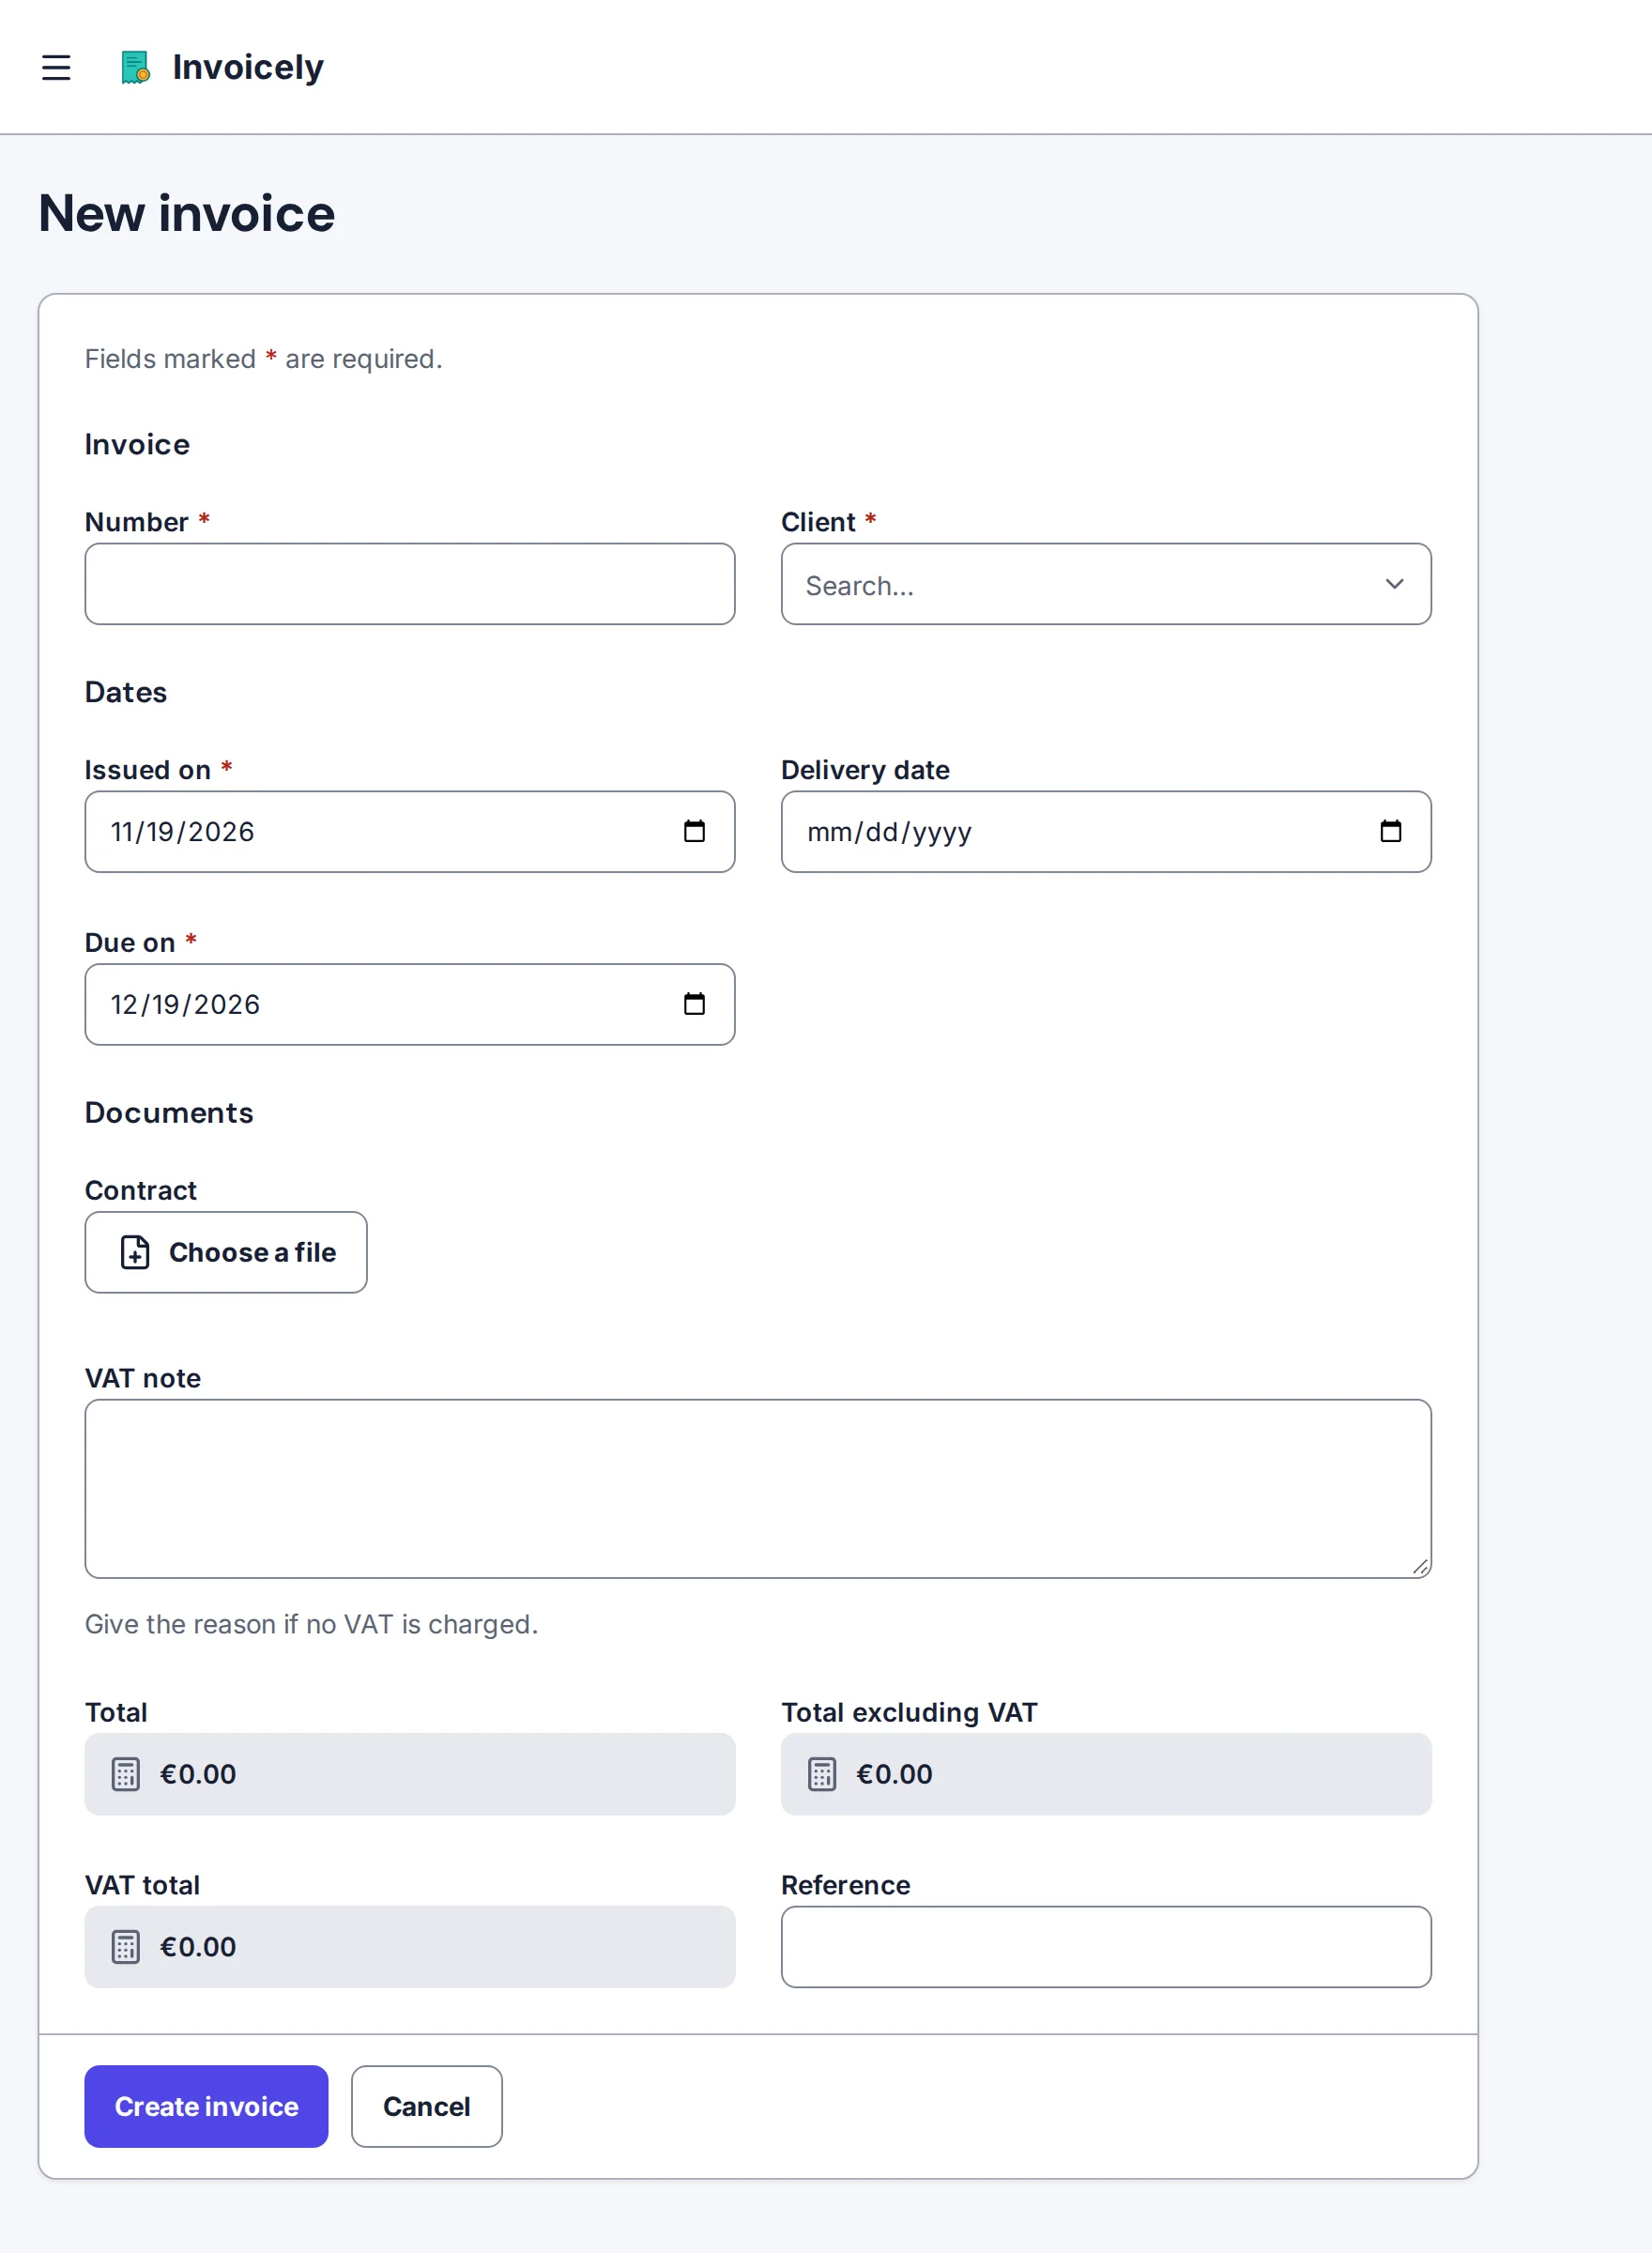 Invoicely
New invoice
Fields marked * are required.
Invoice
Number *
Client *
Search...
Dates
Issued on *
Delivery date
11/19/2026
mm/dd/yyyy
Due on *
12/19/2026
Documents
Contract
Choose a file
VAT note
Give the reason if no VAT is charged.
Total
Total excluding VAT
€0.00
€0.00
VAT total
Reference
€0.00
Create invoice
Cancel